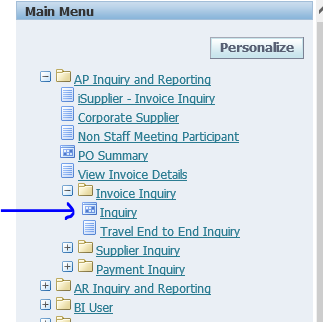 Main Menu
Personalize
AP Inquiry and Reporting
iSupplier - Invoice Inquiry
Corporate Supplier
Non Staff Meeting Participant
PO Summary
View Invoice Details
Invoice Inquiry
Inquiry
Travel End to End Inquiry
Supplier Inquiry
Payment Inquiry
AR Inquiry and Reporting
BI User